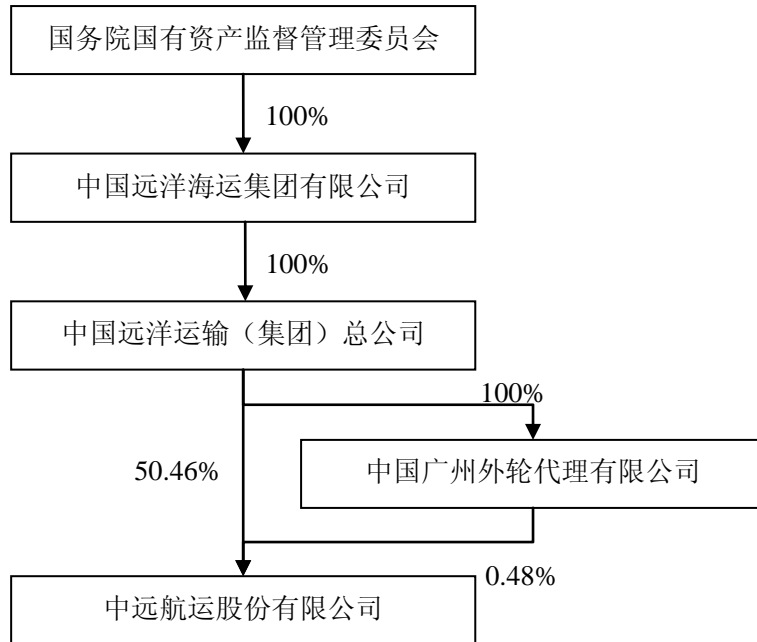 国务院国有资产监督管理委员会
100%
中国远洋海运集团有限公司
100%
中国远洋运输（集团）总公司
100%
50.46%
中国广州外轮代理有限公司
0.48%
中远航运股份有限公司